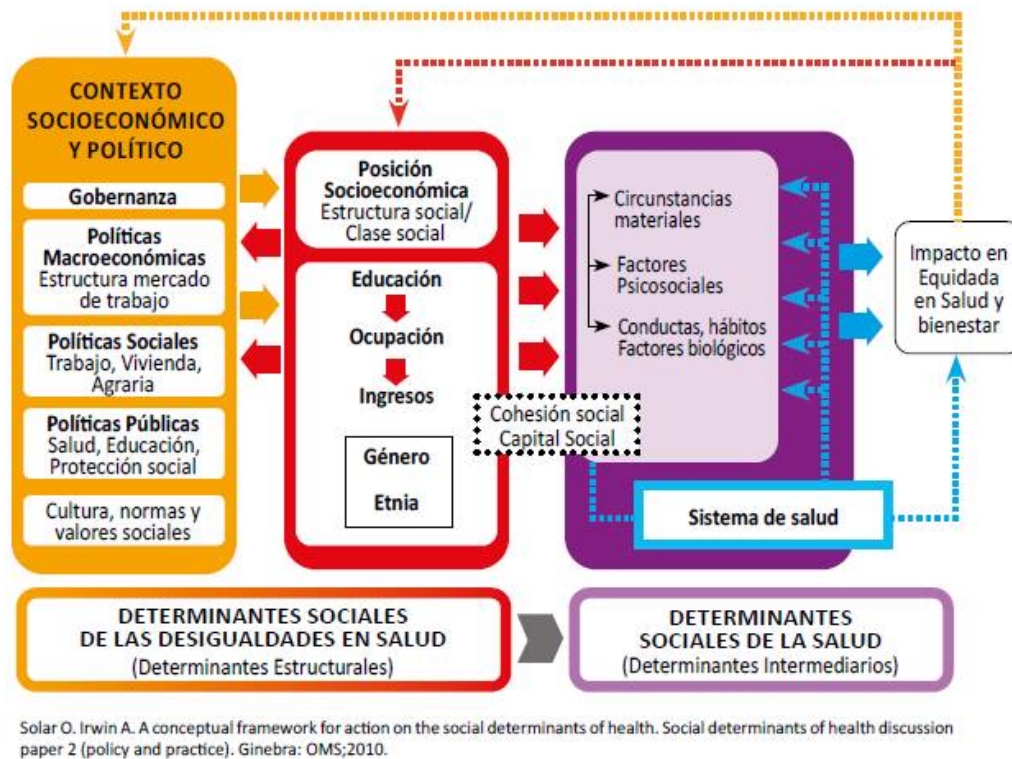 CONTEXTO
SOCIOECONÓMICO
Y POLÍTICO
Gobernanza
Políticas
Macroeconómicas
Estructura mercado
de trabajo
Políticas Sociales
Trabajo, Vivienda,
Agraria
Políticas Públicas
Salud, Educación,
Protección social
Cultura, normas y
valores sociales
Posición
Socioeconómica
Estructura social/
Clase social
Educación
Ocupación
Ingresos
Género
Etnia
Cohesión social
Capital Social
Circunstancias
materiales
Factores
Psicosociales
Conductas, hábitos
Factores biológicos
Sistema de salud
Impacto en
Equidada
en Salud y
bienestar
DETERMINANTES SOCIALES
DE LAS DESIGUALDADES EN SALUD
(Determinantes Estructurales)
DETERMINANTES
SOCIALES DE LA SALUD
(Determinantes Intermediarios)
Solar O. Irwin A. A conceptual framework for action on the social determinants of health. Social determinants of health discussion
paper 2 (policy and practice). Ginebra: OMS;2010.